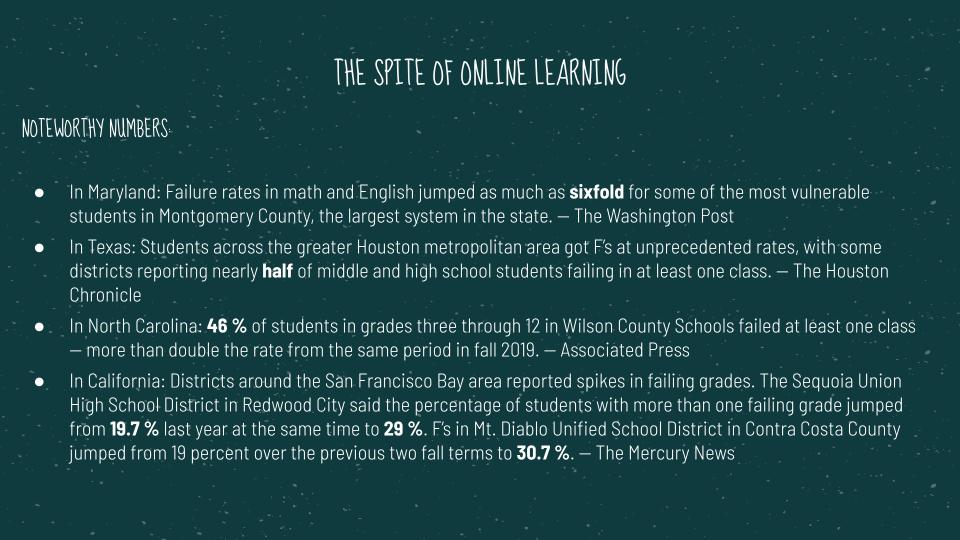 THE SPITE OF ONLINE LEARNING
NOTEWORTHY NUMBERS:
● In Maryland: Failure rates in math and English jumped as much as sixfold for some of the most vulnerable
students in Montgomery County, the largest system in the state. — The Washington Post
● In Texas: Students across the greater Houston metropolitan area got F's at unprecedented rates, with some
districts reporting nearly half of middle and high school students failing in at least one class. — The Houston
Chronicle
● In North Carolina: 46 % of students in grades three through 12 in Wilson County Schools failed at least one class
— more than double the rate from the same period in fall 2019. — Associated Press
● In California: Districts around the San Francisco Bay area reported spikes in failing grades. The Sequoia Union
High School District in Redwood City said the percentage of students with more than one failing grade jumped
from 19.7 % last year at the same time to 29 %. F's in Mt. Diablo Unified School District in Contra Costa County
jumped from 19 percent over the previous two fall terms to 30.7 %. — The Mercury News